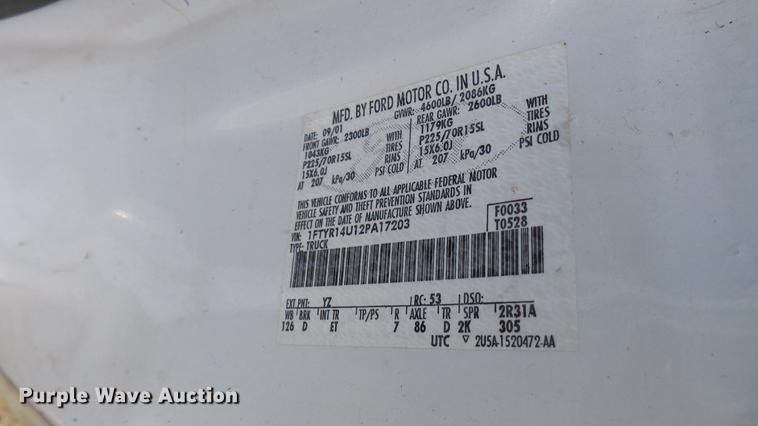 MFD. BY FORD MOTOR CO. IN U.S.A.
DATE: 09/01 GVWR: 4600LB/ 2086KG
FRONT GAWR: 2300LB REAR GAWR: 2600LB
1043KG WITH 1179KG WITH
P225/70R15SL TIRES P225/70R15SL TIRES
15X6.0J RIMS 15X6.0J RIMS
AT 207 kPa/30 PSI COLD AT 207 kPa/30 PSI COLD
THIS VEHICLE CONFORMS TO ALL APPLICABLE FEDERAL MOTOR
VEHICLE SAFETY AND THEFT PREVENTION STANDARDS IN
EFFECT ON THE DATE OF MANUFACTURE SHOWN ABOVE.
VIN: 1FTYR14U12PA17203 F0033
TYPE: TRUCK T0528
EXT PNT: YZ RC: 53 DSO:
WB BRK INT TR TP/PS R AXLE TR SPR 2R31A
126 D ET 7 86 D 2K 305
UTC ▽ 2U5A-1520472-AA
Purple Wave Auction